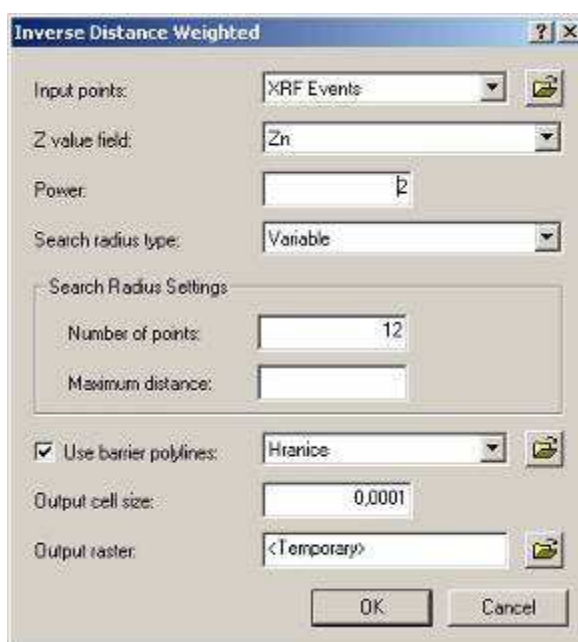 Inverse Distance Weighted
Input points: XRF Events
Z value field: Zn
Power: 2
Search radius type: Variable
Search Radius Settings
Number of points: 12
Maximum distance:
Use barrier polylines: Hranice
Output cell size: 0,0001
Output raster: <Temporary>
OK Cancel